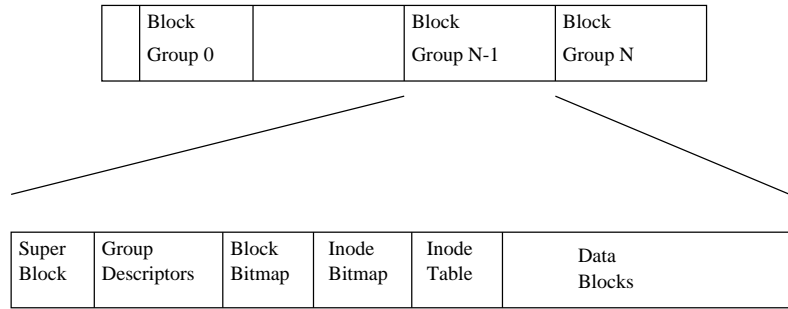 Block
Group 0
Block
Group N-1
Block
Group N
Super
Block
Group
Descriptors
Block
Bitmap
Inode
Bitmap
Inode
Table
Data
Blocks